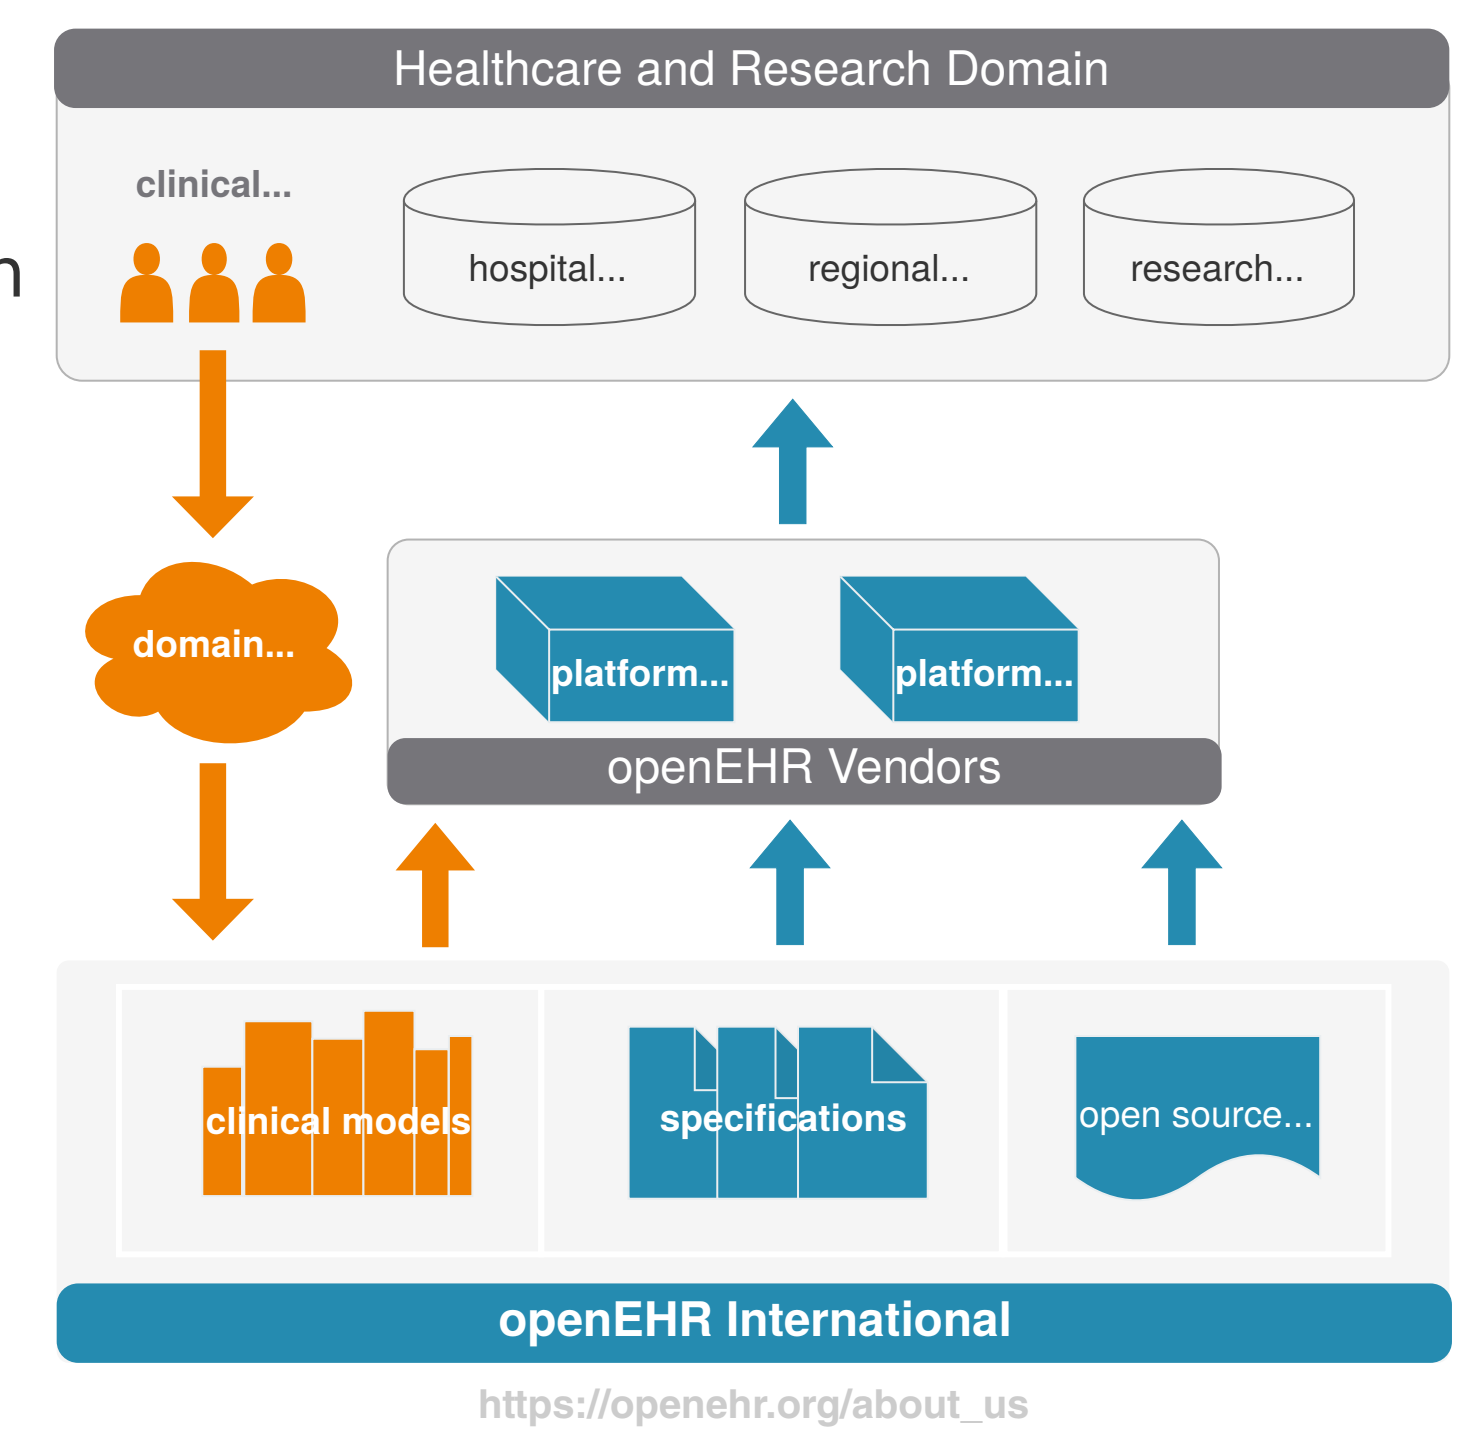 Healthcare and Research Domain
clinical...
hospital...
regional...
research...
n
domain...
platform...
platform...
openEHR Vendors
clinical models
specifications
open source...
openEHR International
https://openehr.org/about_us